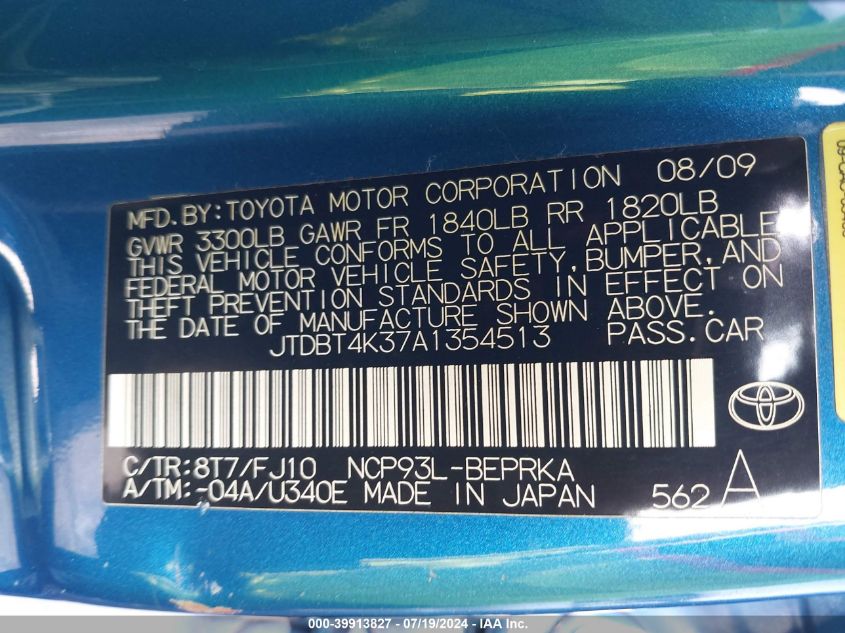 MFD. BY: TOYOTA MOTOR CORPORATION 08/09
GVWR 3300LB GAWR FR 1840LB RR 1820LB
THIS VEHICLE CONFORMS TO ALL APPLICABLE
FEDERAL MOTOR VEHICLE SAFETY, BUMPER, AND
THEFT PREVENTION STANDARDS IN EFFECT ON
THE DATE OF MANUFACTURE SHOWN ABOVE.
JTDBT4K37A1354513 PASS. CAR
C/TR: 8T7/FJ10 NCP93L-BEPRKA
A/TM: -04A/U340E MADE IN JAPAN 562 A
000-39913827 / 07/19/2024 - IAA Inc.